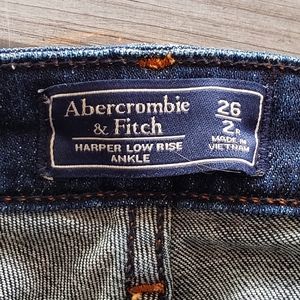 Abercrombie
& Fitch
HARPER LOW RISE
ANKLE
26
2R
MADE IN
VIETNAM